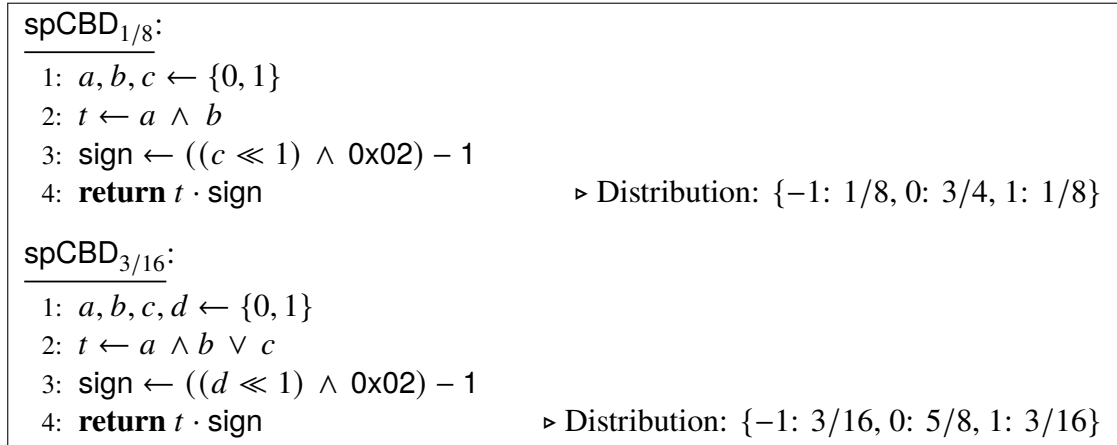 spCBD1/8:
1: a, b, c ← {0, 1}
2: t ← a ∧ b
3: sign ← ((c ≪ 1) ∧ 0x02) − 1
4: return t · sign ▹ Distribution: {−1: 1/8, 0: 3/4, 1: 1/8}
spCBD3/16:
1: a, b, c, d ← {0, 1}
2: t ← a ∧ b ∨ c
3: sign ← ((d ≪ 1) ∧ 0x02) − 1
4: return t · sign ▹ Distribution: {−1: 3/16, 0: 5/8, 1: 3/16}